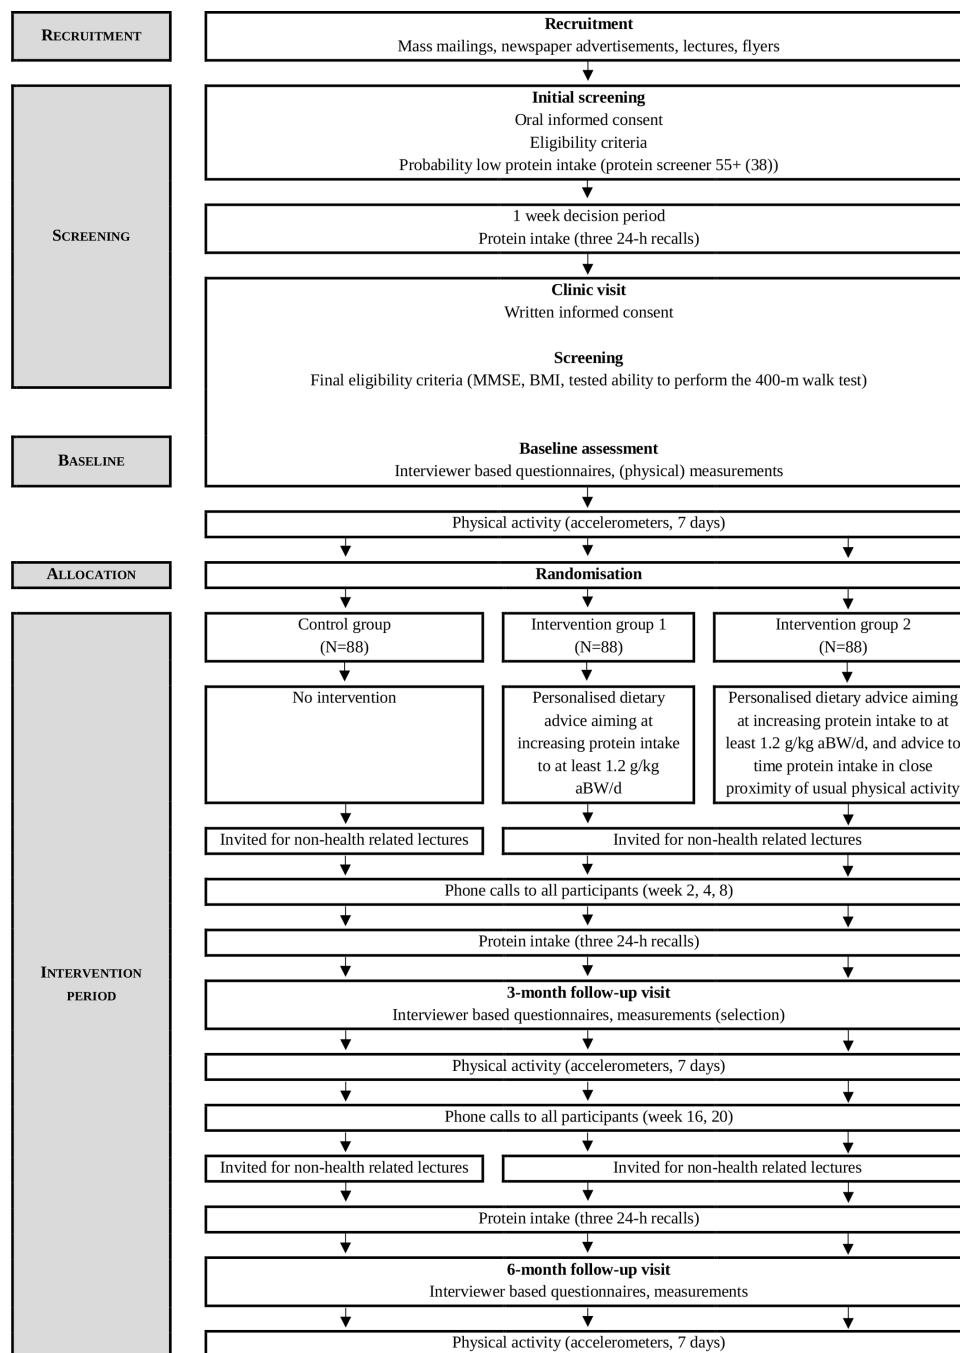 RECRUITMENT
Recruitment
Mass mailings, newspaper advertisements, lectures, flyers
SCREENING
Initial screening
Oral informed consent
Eligibility criteria
Probability low protein intake (protein screener 55+ (38))
1 week decision period
Protein intake (three 24-h recalls)
Clinic visit
Written informed consent
Screening
Final eligibility criteria (MMSE, BMI, tested ability to perform the 400-m walk test)
BASELINE
Baseline assessment
Interviewer based questionnaires, (physical) measurements
Physical activity (accelerometers, 7 days)
ALLOCATION
Randomisation
INTERVENTION
PERIOD
Control group
(N=88)
Intervention group 1
(N=88)
Intervention group 2
(N=88)
No intervention
Personalised dietary
advice aiming at
increasing protein intake
to at least 1.2 g/kg
aBW/d
Personalised dietary advice aiming
at increasing protein intake to at
least 1.2 g/kg aBW/d, and advice to
time protein intake in close
proximity of usual physical activity
Invited for non-health related lectures
Invited for non-health related lectures
Phone calls to all participants (week 2, 4, 8)
Protein intake (three 24-h recalls)
3-month follow-up visit
Interviewer based questionnaires, measurements (selection)
Physical activity (accelerometers, 7 days)
Phone calls to all participants (week 16, 20)
Invited for non-health related lectures
Invited for non-health related lectures
Protein intake (three 24-h recalls)
6-month follow-up visit
Interviewer based questionnaires, measurements
Physical activity (accelerometers, 7 days)